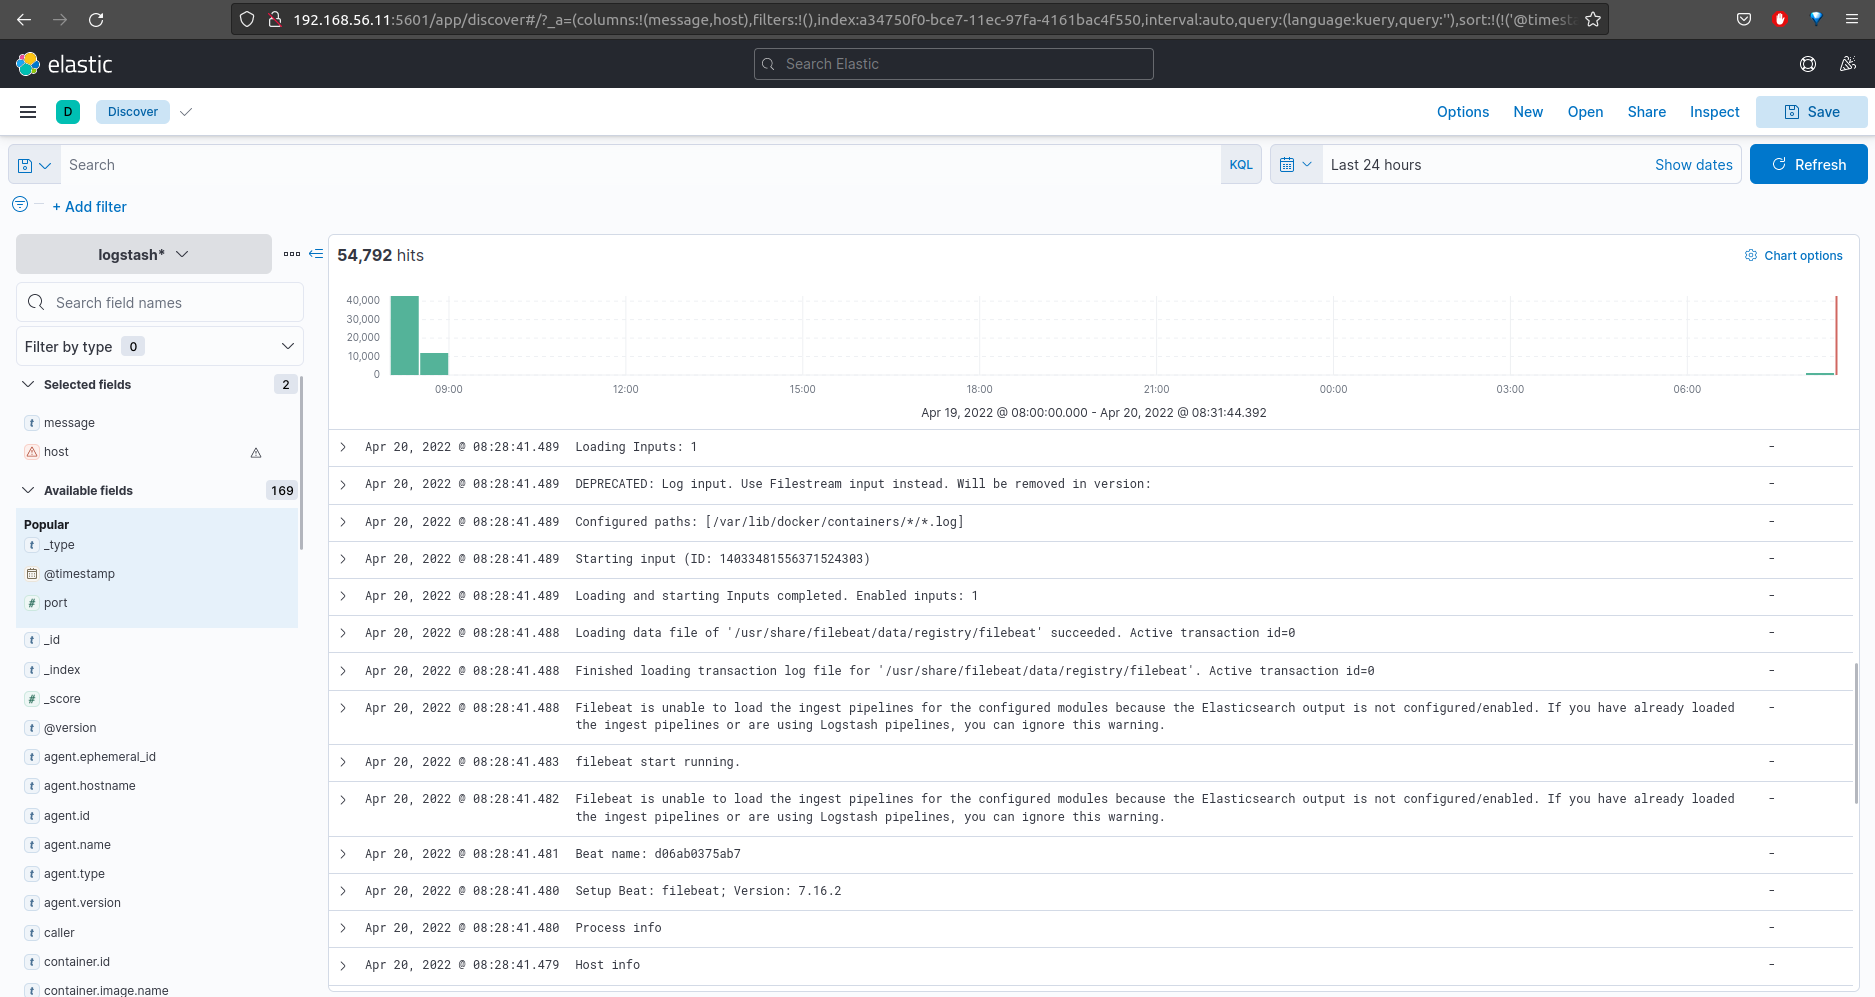 192.168.56.11:5601/app/discover#/?_a=(columns:!(message,host),filters:!(),index:a34750f0-bce7-11ec-97fa-4161bac4f550,interval:auto,query:(language:kuery,query:''),sort:!(!('@timesta
elastic
Search Elastic
D
Discover
Options
New
Open
Share
Inspect
Save
Search
KQL
Last 24 hours
Show dates
Refresh
+ Add filter
logstash*
Search field names
Filter by type 0
Selected fields 2
t message
host
Available fields 169
Popular
t _type
@timestamp
# port
t _id
t _index
# _score
t @version
t agent.ephemeral_id
t agent.hostname
t agent.id
t agent.name
t agent.type
t agent.version
t caller
t container.id
t container.image.name
54,792 hits
Chart options
40,000
30,000
20,000
10,000
0
09:00
12:00
15:00
18:00
21:00
00:00
03:00
06:00
Apr 19, 2022 @ 08:00:00.000 - Apr 20, 2022 @ 08:31:44.392
Apr 20, 2022 @ 08:28:41.489 Loading Inputs: 1 -
Apr 20, 2022 @ 08:28:41.489 DEPRECATED: Log input. Use Filestream input instead. Will be removed in version: -
Apr 20, 2022 @ 08:28:41.489 Configured paths: [/var/lib/docker/containers/*/*.log] -
Apr 20, 2022 @ 08:28:41.489 Starting input (ID: 14033481556371524303) -
Apr 20, 2022 @ 08:28:41.489 Loading and starting Inputs completed. Enabled inputs: 1 -
Apr 20, 2022 @ 08:28:41.488 Loading data file of '/usr/share/filebeat/data/registry/filebeat' succeeded. Active transaction id=0 -
Apr 20, 2022 @ 08:28:41.488 Finished loading transaction log file for '/usr/share/filebeat/data/registry/filebeat'. Active transaction id=0 -
Apr 20, 2022 @ 08:28:41.488 Filebeat is unable to load the ingest pipelines for the configured modules because the Elasticsearch output is not configured/enabled. If you have already loaded -
the ingest pipelines or are using Logstash pipelines, you can ignore this warning.
Apr 20, 2022 @ 08:28:41.483 filebeat start running. -
Apr 20, 2022 @ 08:28:41.482 Filebeat is unable to load the ingest pipelines for the configured modules because the Elasticsearch output is not configured/enabled. If you have already loaded -
the ingest pipelines or are using Logstash pipelines, you can ignore this warning.
Apr 20, 2022 @ 08:28:41.481 Beat name: d06ab0375ab7 -
Apr 20, 2022 @ 08:28:41.480 Setup Beat: filebeat; Version: 7.16.2 -
Apr 20, 2022 @ 08:28:41.480 Process info -
Apr 20, 2022 @ 08:28:41.479 Host info -